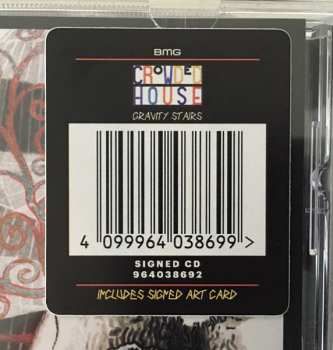 BMG
CROWDED
HOUSE
GRAVITY STAIRS
4 099964 038699 >
SIGNED CD
964038692
INCLUDES SIGNED ART CARD